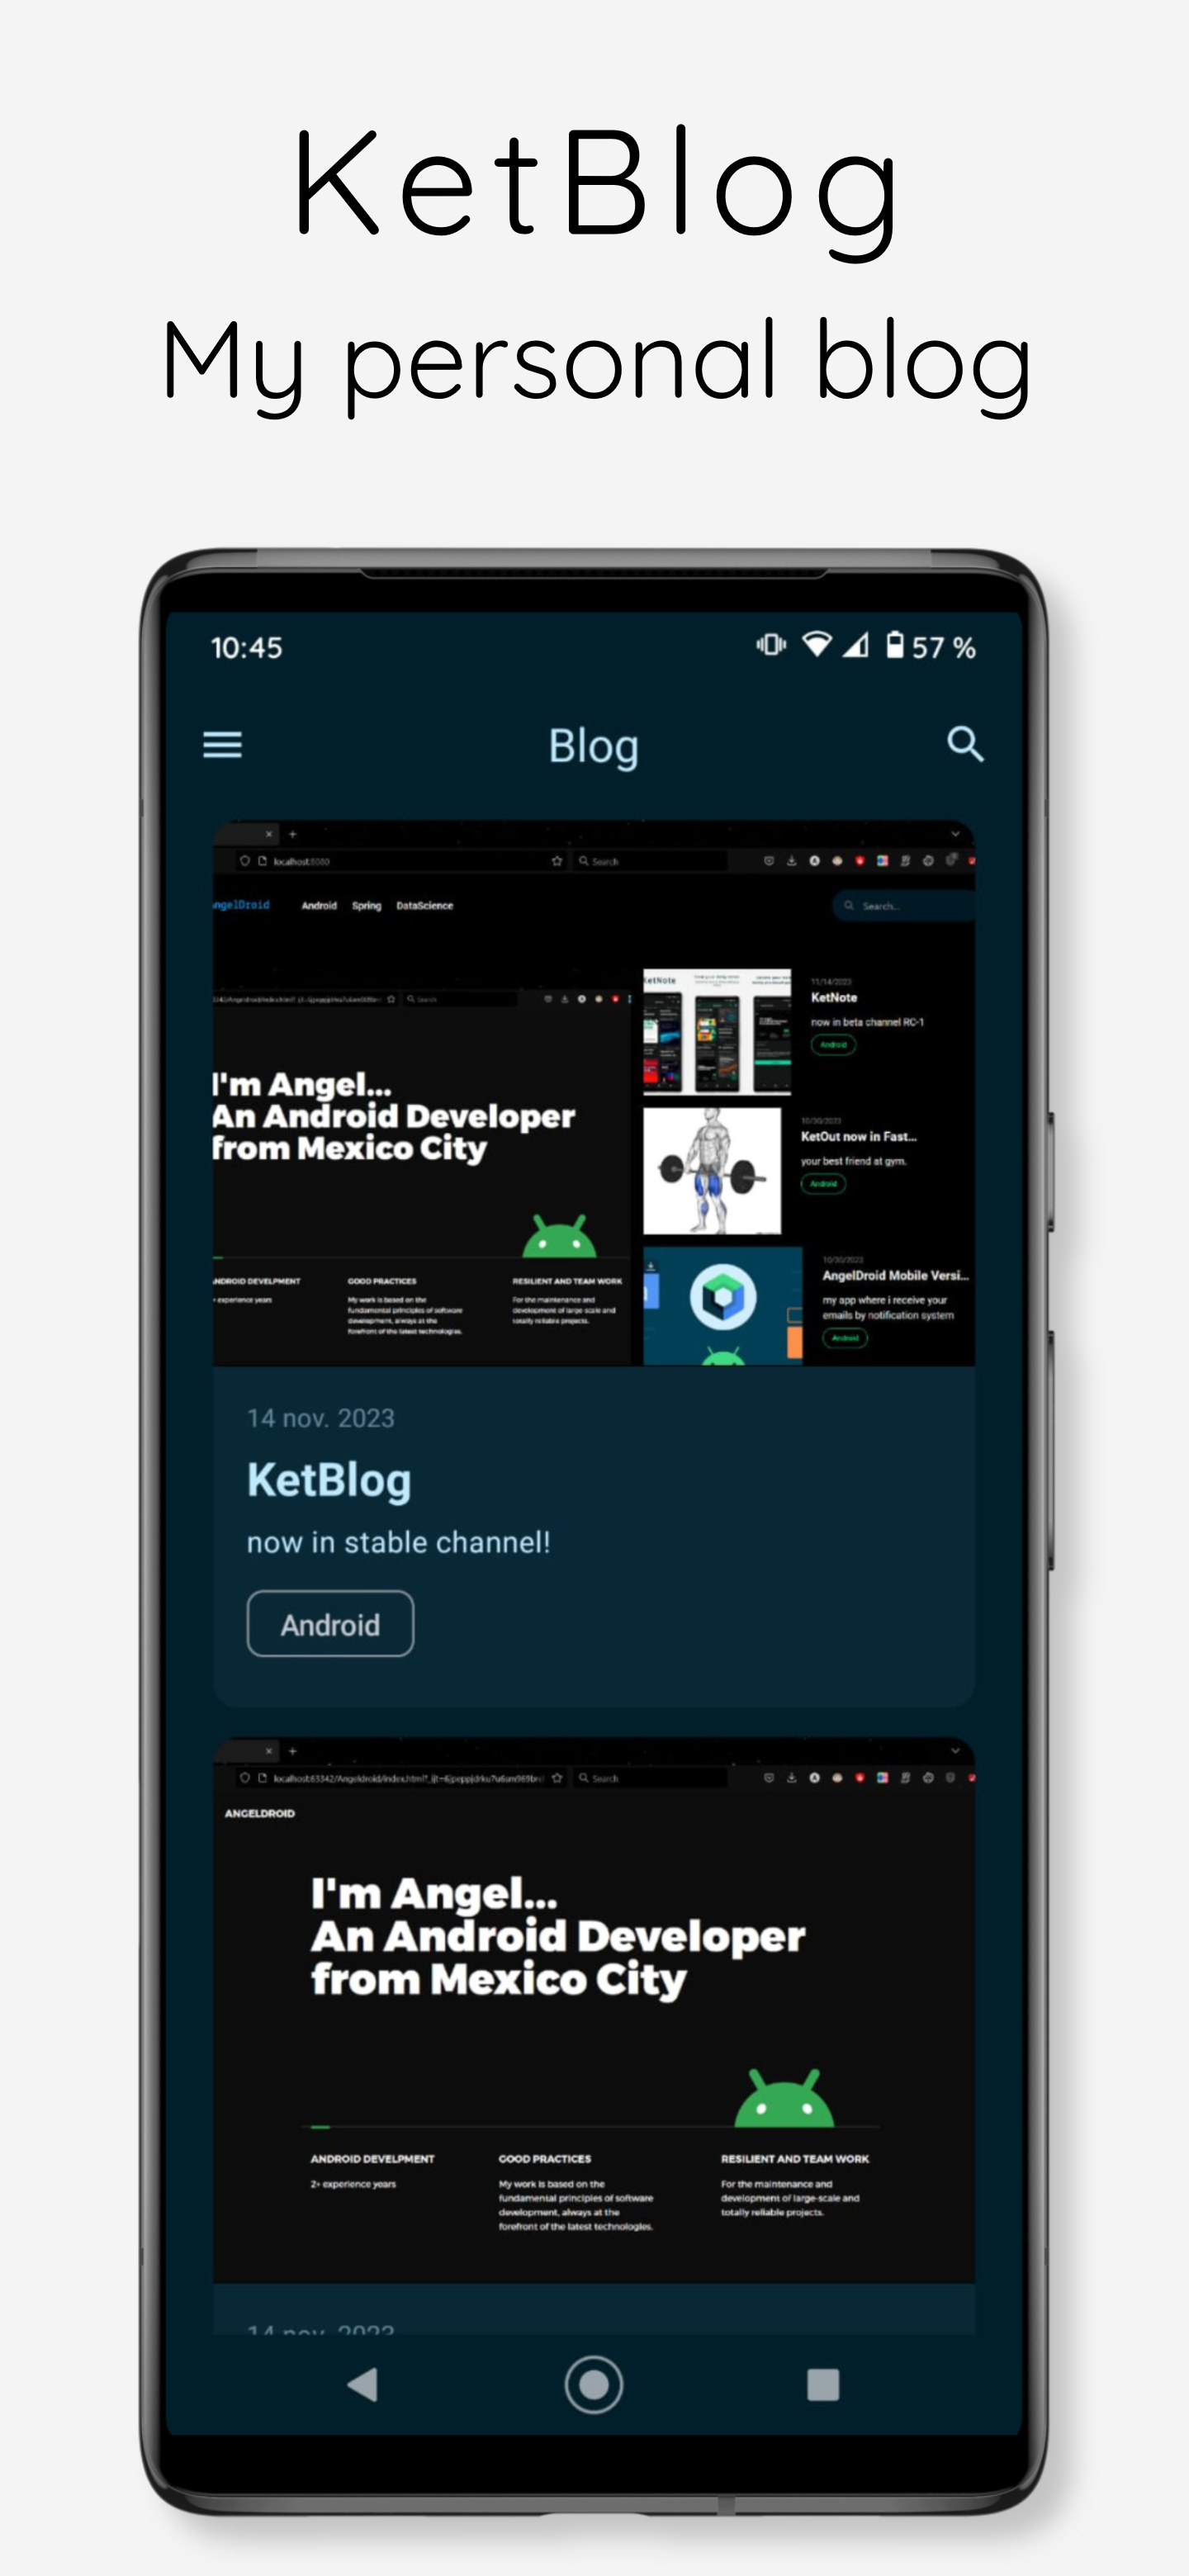 KetBlog
My personal blog
10:45
57 %
Blog
localhost:8080
Search
ngelDroid
Android Spring DataScience
Search...
Search
I'm Angel...
An Android Developer
from Mexico City
NDROID DEVELPMENT
experience years
GOOD PRACTICES
My work is based on the
fundamental principles of software
development, always at the
forefront of the latest technologies.
RESILIENT AND TEAM WORK
For the maintenance and
development of large scale and
totally reliable projects.
KetNote
11/14/2023
KetNote
now in beta channel RC-1
Android
10/30/2023
KetOut now in Fast...
your best friend at gym.
Android
10/30/2023
AngelDroid Mobile Versi...
my app where i receive your
emails by notification system
Android
14 nov. 2023
KetBlog
now in stable channel!
Android
Search
ANGELDROID
I'm Angel...
An Android Developer
from Mexico City
ANDROID DEVELPMENT
2+ experience years
GOOD PRACTICES
My work is based on the
fundamental principles of software
development, always at the
forefront of the latest technologies.
RESILIENT AND TEAM WORK
For the maintenance and
development of large-scale and
totally reliable projects.
14 nov. 2023